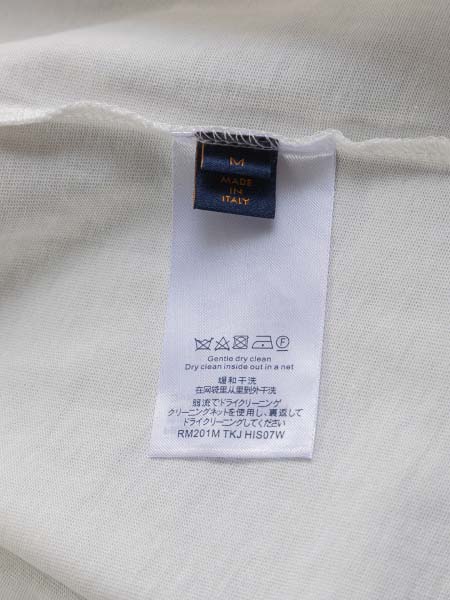 M
MADE
IN
ITALY
F
Gentle dry clean
Dry clean inside out in a net
缓和干洗
在网袋里从里到外干洗
弱流でドライクリーニング
クリーニングネットを使用し、裏返して
ドライクリーニングしてください
RM201M TKJ HIS07W